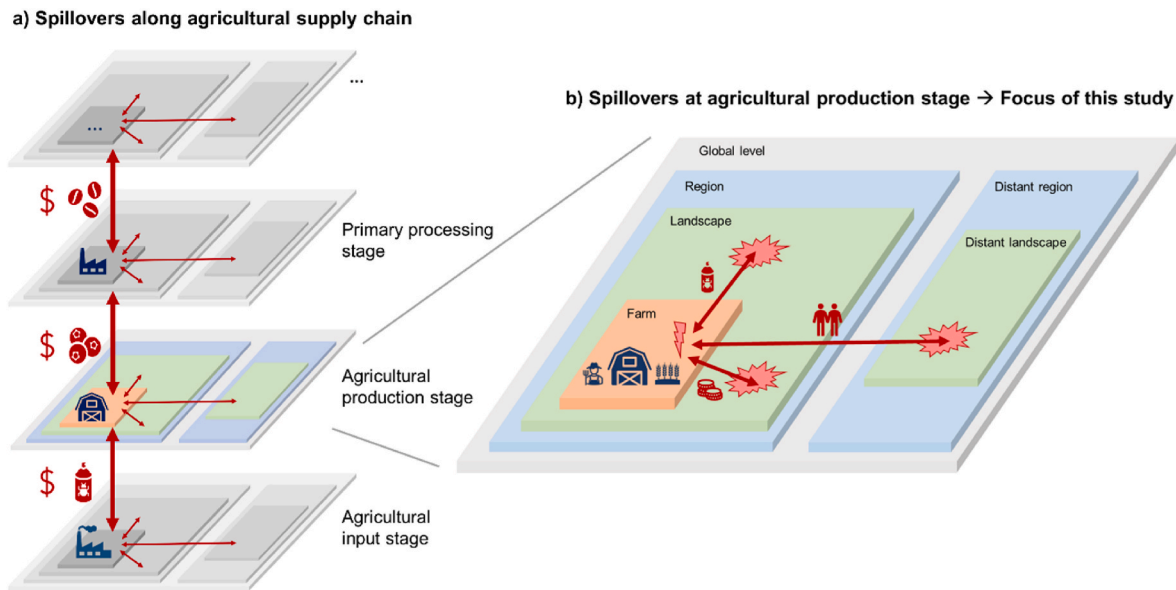 a) Spillovers along agricultural supply chain
...
...
$
Primary processing
stage
$
Agricultural
production stage
$
Agricultural
input stage
b) Spillovers at agricultural production stage → Focus of this study
Global level
Region
Distant region
Landscape
Distant landscape
Farm